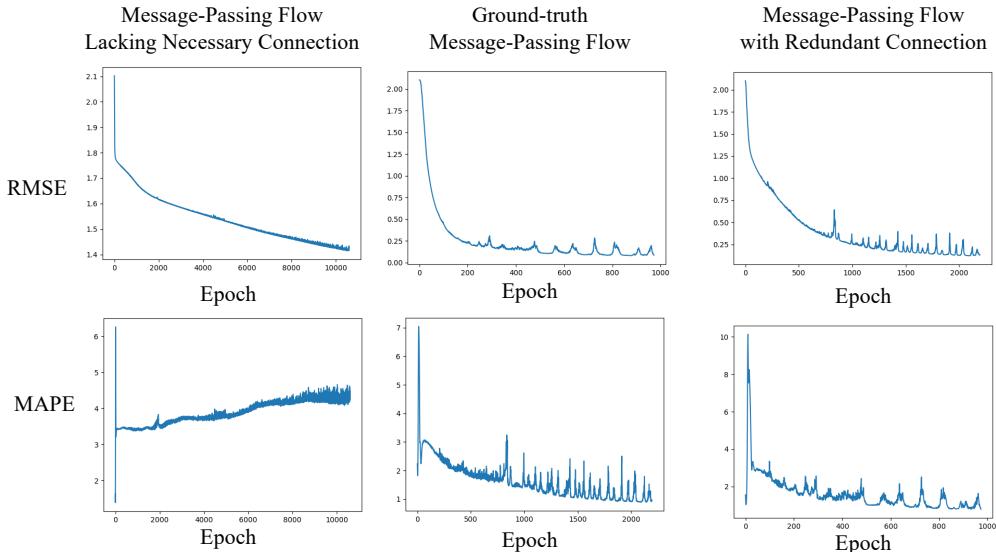 Message-Passing Flow
Lacking Necessary Connection
Ground-truth
Message-Passing Flow
Message-Passing Flow
with Redundant Connection
RMSE
2.1
2.0
1.9
1.8
1.7
1.6
1.5
1.4
0 2000 4000 6000 8000 10000
Epoch
2.00
1.75
1.50
1.25
1.00
0.75
0.50
0.25
0.00
0 200 400 600 800 1000
Epoch
2.00
1.75
1.50
1.25
1.00
0.75
0.50
0.25
0 500 1000 1500 2000
Epoch
MAPE
6
5
4
3
2
0 2000 4000 6000 8000 10000
Epoch
7
6
5
4
3
2
1
0 500 1000 1500 2000
Epoch
10
8
6
4
2
0 200 400 600 800 1000
Epoch